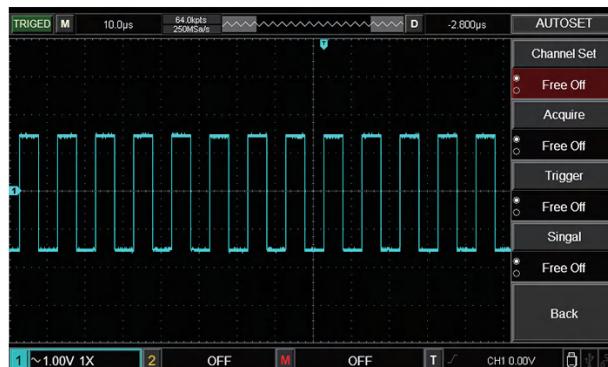 TRIGED M 10.0μs 64.0kpts D -2.800μs AUTOSET
250MSa/s
T
Channel Set
Free Off
Acquire
Free Off
Trigger
1
Free Off
Singal
Free Off
Back
1 ~1.00V 1X 2 OFF M OFF T CH1 0.00V